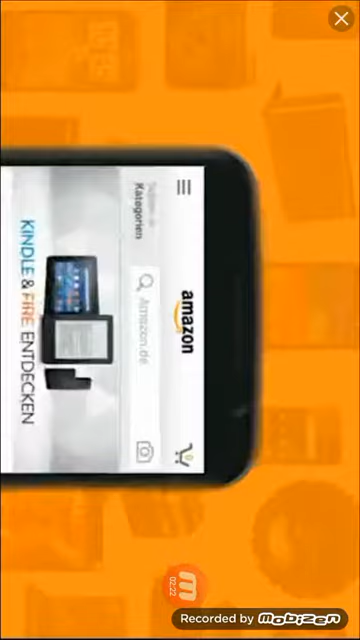 amazon
Amazon.de
Kategorien
KINDLE & FIRE ENTDECKEN
02:22
Recorded by mobizen